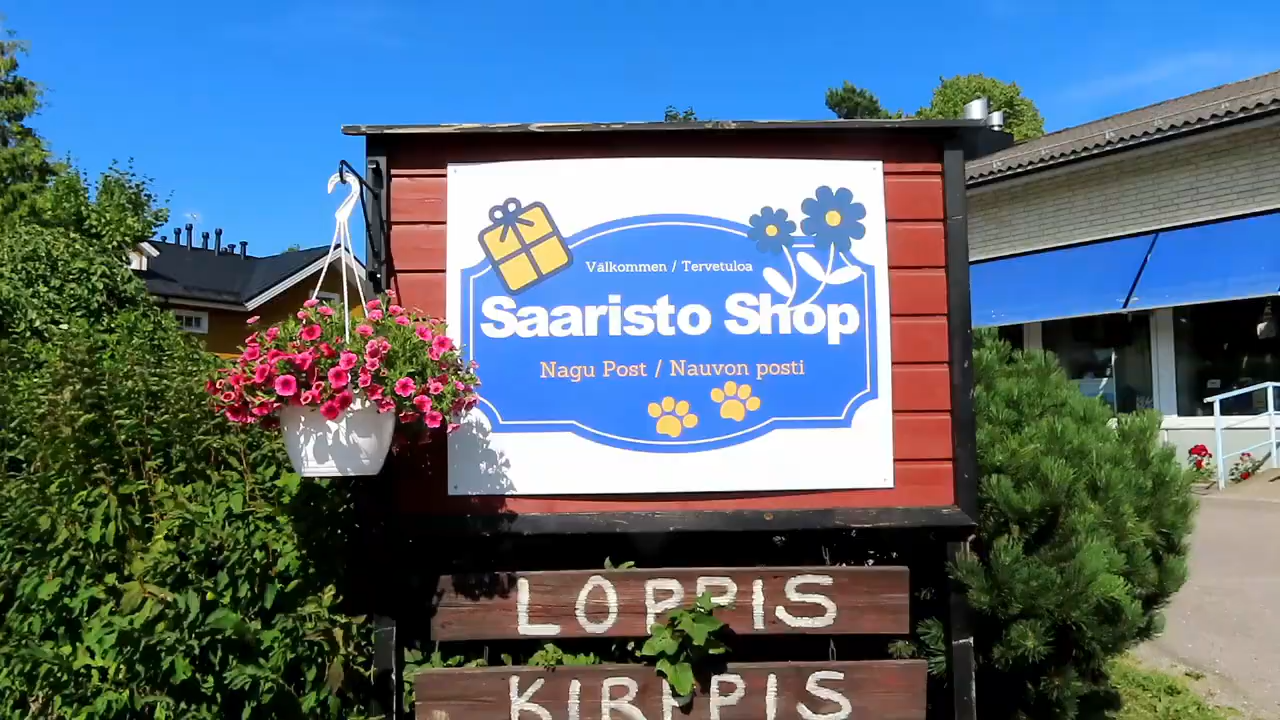 Välkommen / Tervetuloa
Saaristo Shop
Nagu Post / Nauvon posti
LOPPIS
KIRPPIS